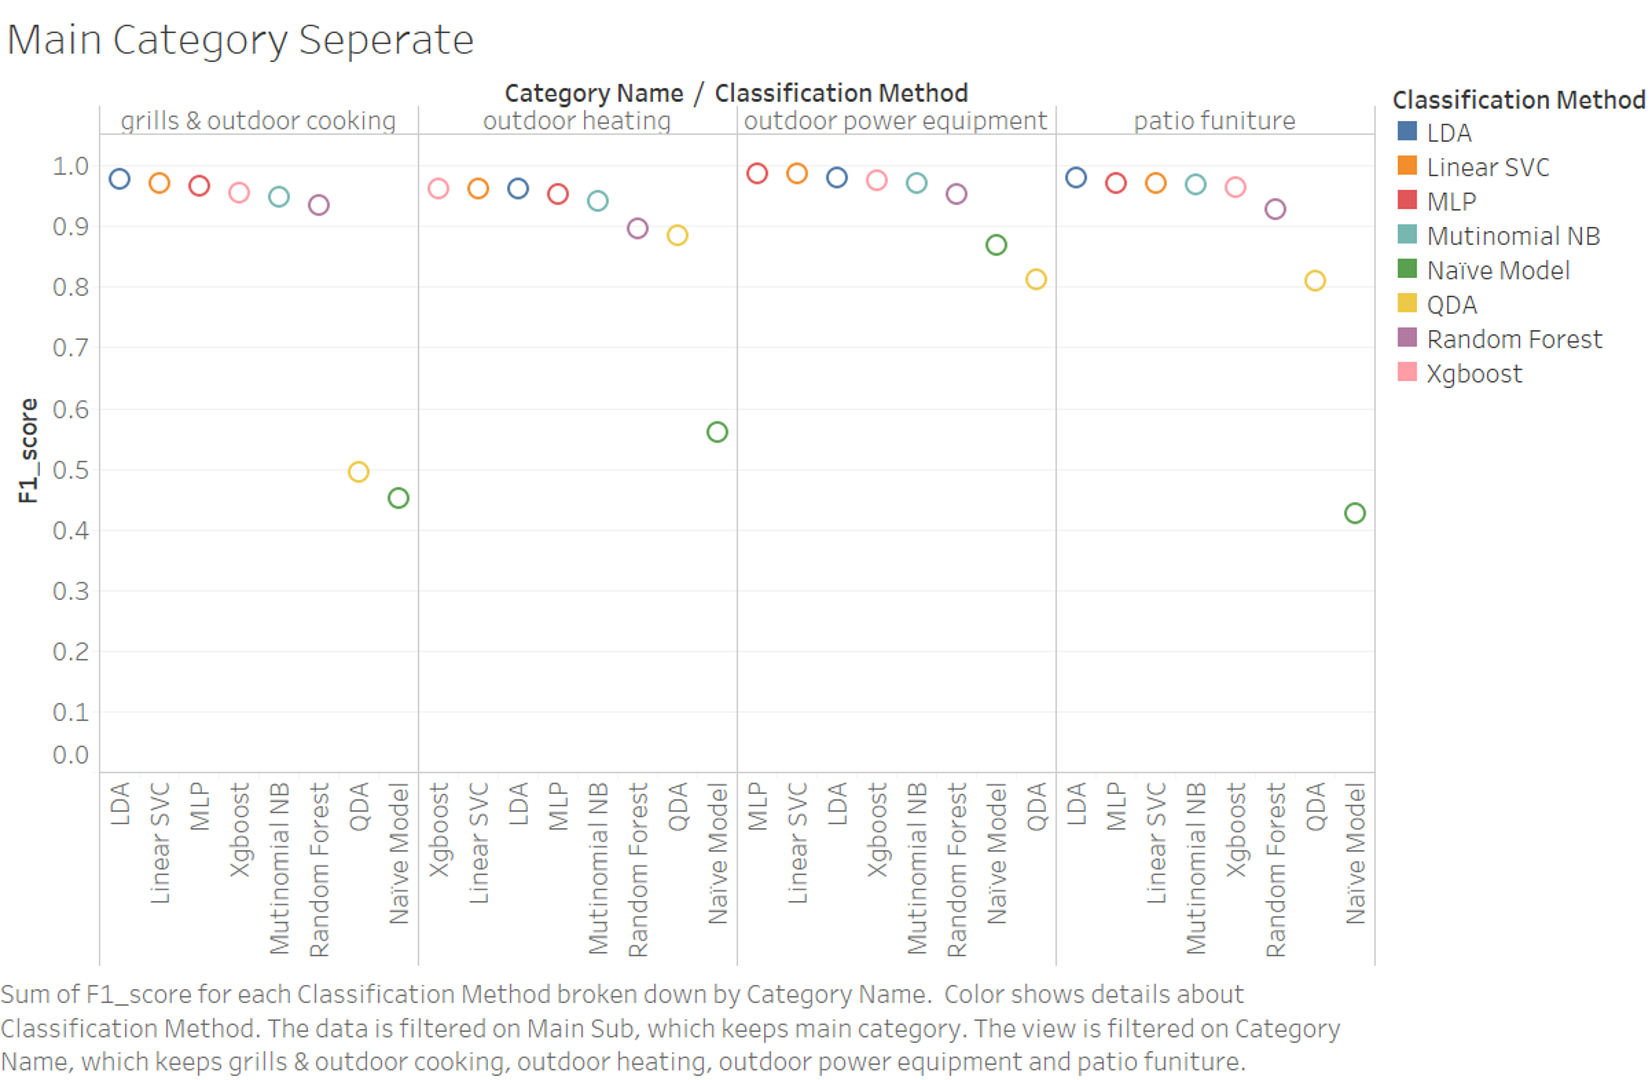 Main Category Seperate
Category Name / Classification Method
grills & outdoor cooking
outdoor heating
outdoor power equipment
patio funiture
F1_score
1.0
0.9
0.8
0.7
0.6
0.5
0.4
0.3
0.2
0.1
0.0
LDA
Linear SVC
MLP
Xgboost
Mutinomial NB
Random Forest
QDA
Naïve Model
Xgboost
Linear SVC
LDA
MLP
Mutinomial NB
Random Forest
QDA
Naïve Model
MLP
Linear SVC
LDA
Xgboost
Mutinomial NB
Random Forest
Naïve Model
QDA
LDA
MLP
Linear SVC
Mutinomial NB
Xgboost
Random Forest
QDA
Naïve Model
Classification Method
LDA
Linear SVC
MLP
Mutinomial NB
Naïve Model
QDA
Random Forest
Xgboost
Sum of F1_score for each Classification Method broken down by Category Name.  Color shows details about
Classification Method. The data is filtered on Main Sub, which keeps main category. The view is filtered on Category
Name, which keeps grills & outdoor cooking, outdoor heating, outdoor power equipment and patio funiture.